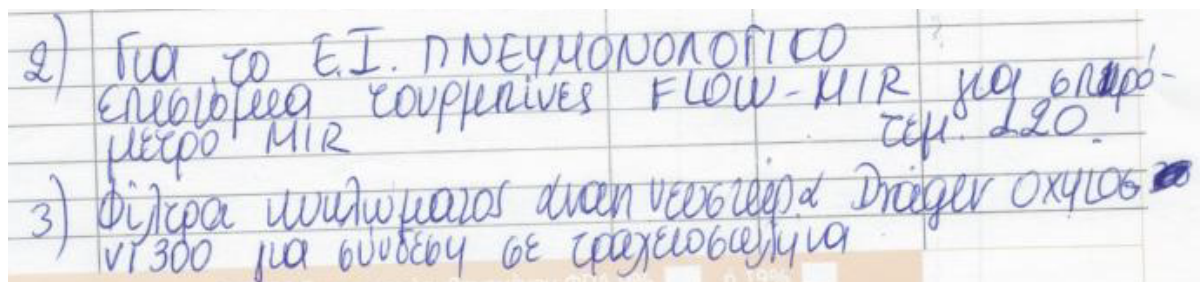 2) Για το Ε.Ι. ΠΝΕΥΜΟΝΟΛΟΓΙΚΟ
επιστόμια τουρμπίνες FLOW-MIR για σπιρό-
μετρο MIR τεμ. 220.
3) Φίλτρα κυκλώματος αναπνευστήρα Dräger oxylos
VT300 για σύνδεση σε τραχειοσωλήνα